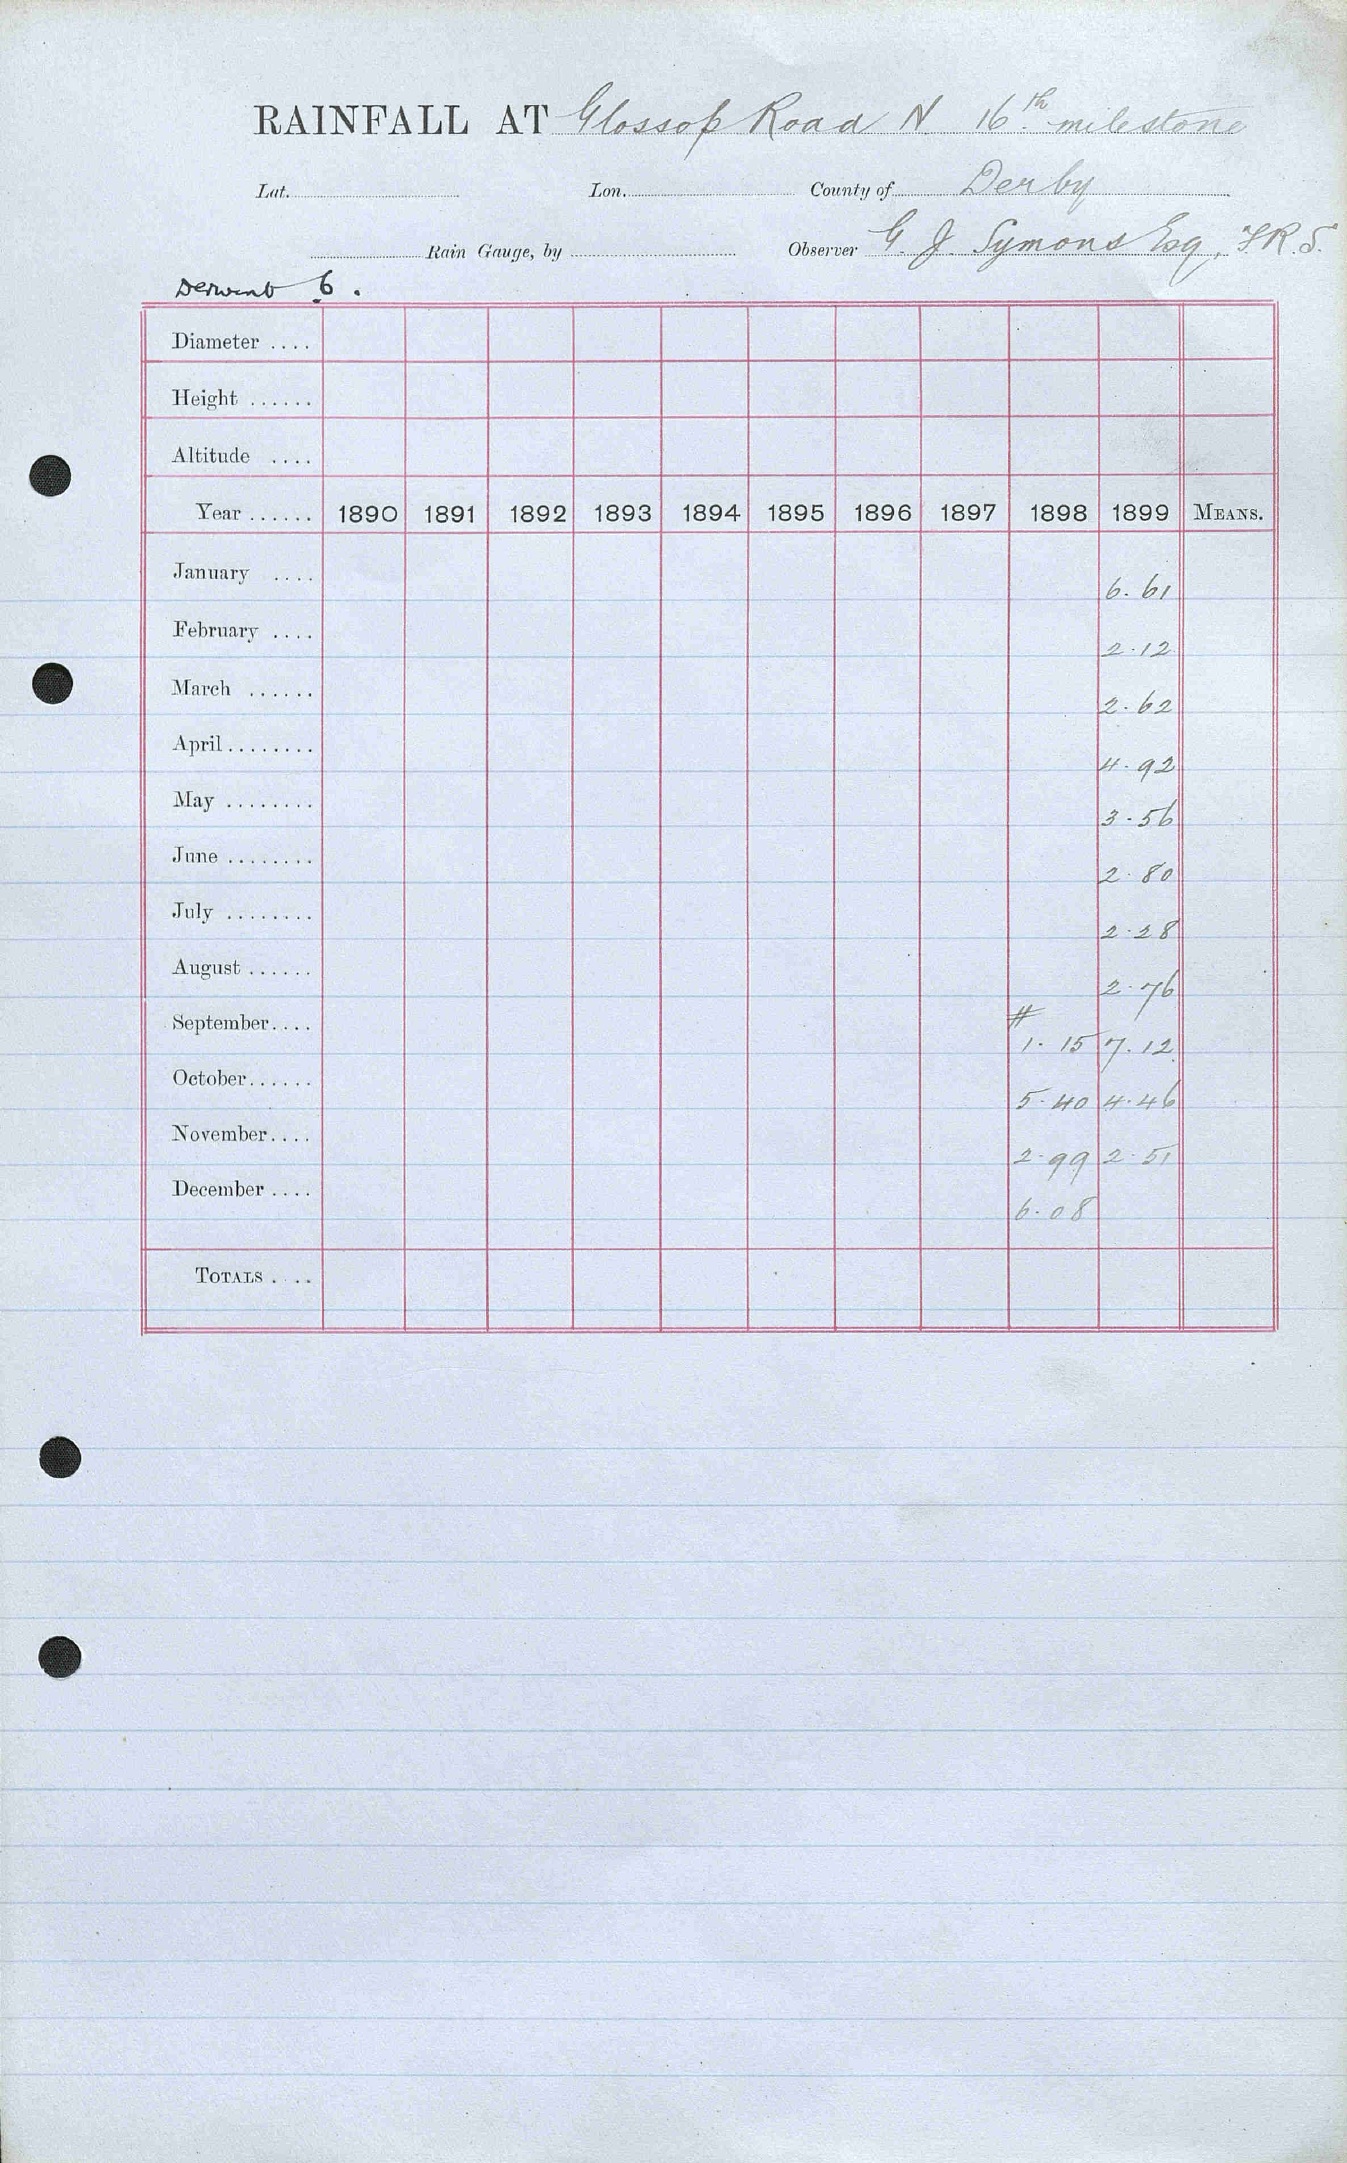 RAINFALL AT Glossop Road N. 16th milestone
Lat. Lon. County of Derby
Rain Gauge, by Observer G. J. Symons Esq, F.R.S.
Derwent 6.
Diameter ....
Height ......
Altitude ....
Year ...... 1890 1891 1892 1893 1894 1895 1896 1897 1898 1899 MEANS.
January .... 6.61
February .... 2.12
March ...... 2.62
April ........ 4.92
May ........ 3.56
June ........ 2.80
July ........ 2.28
August ...... 2.76
#
September.... 1.15 7.12
October...... 5.40 4.46
November.... 2.99 2.51
December .... 6.08
TOTALS ....